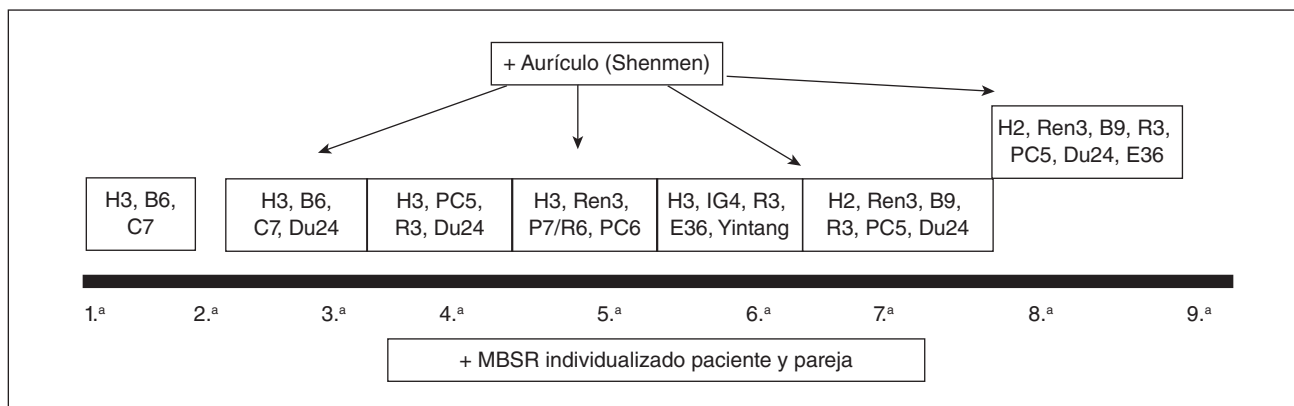 + Aurículo (Shenmen)
H2, Ren3, B9, R3,
PC5, Du24, E36
H3, B6,
C7
H3, B6,
C7, Du24
H3, PC5,
R3, Du24
H3, Ren3,
P7/R6, PC6
H3, IG4, R3,
E36, Yintang
H2, Ren3, B9,
R3, PC5, Du24
1.ª 2.ª 3.ª 4.ª 5.ª 6.ª 7.ª 8.ª 9.ª
+ MBSR individualizado paciente y pareja